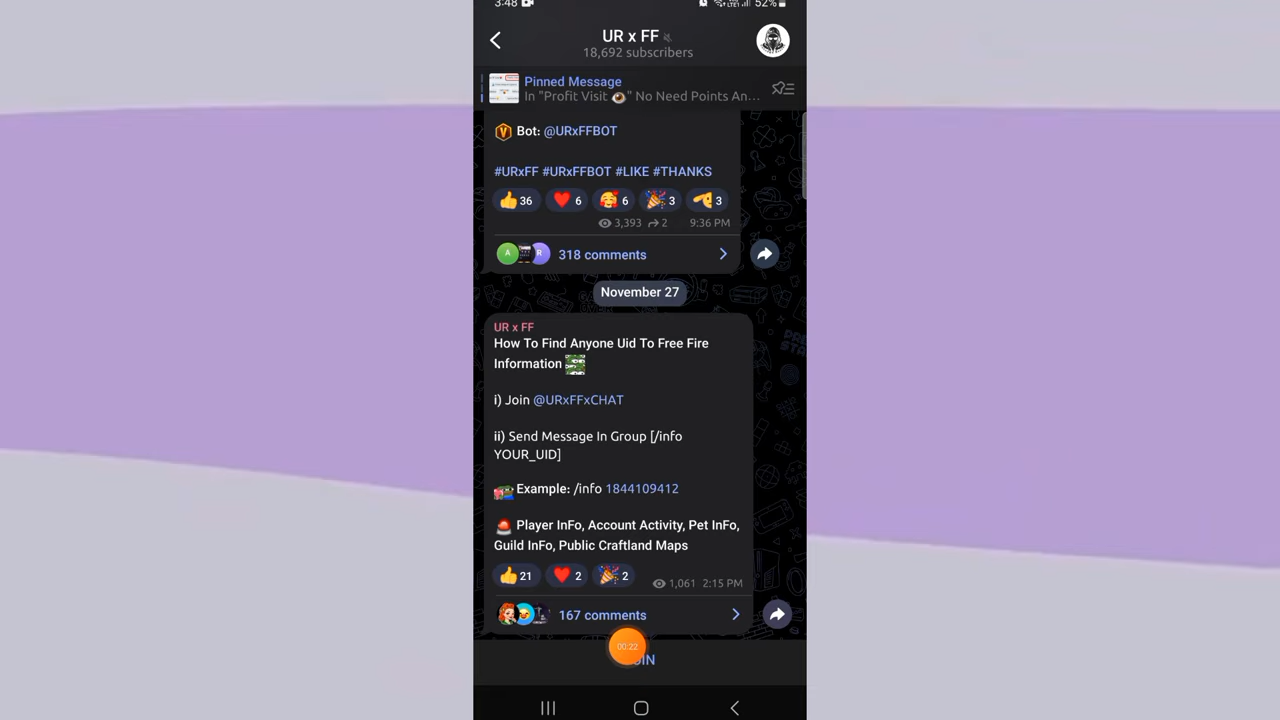 3:48 52%
UR x FF
18,692 subscribers
Pinned Message
In "Profit Visit 👁 " No Need Points An...
Bot: @URxFFBOT
#URxFF #URxFFBOT #LIKE #THANKS
36 6 6 3 3
3,393 2 9:36 PM
A R
318 comments
November 27
UR x FF
How To Find Anyone Uid To Free Fire
Information
i) Join @URxFFxCHAT
ii) Send Message In Group [/info
YOUR_UID]
Example: /info 1844109412
Player InFo, Account Activity, Pet InFo,
Guild InFo, Public Craftland Maps
21 2 2
1,061 2:15 PM
167 comments
00:22